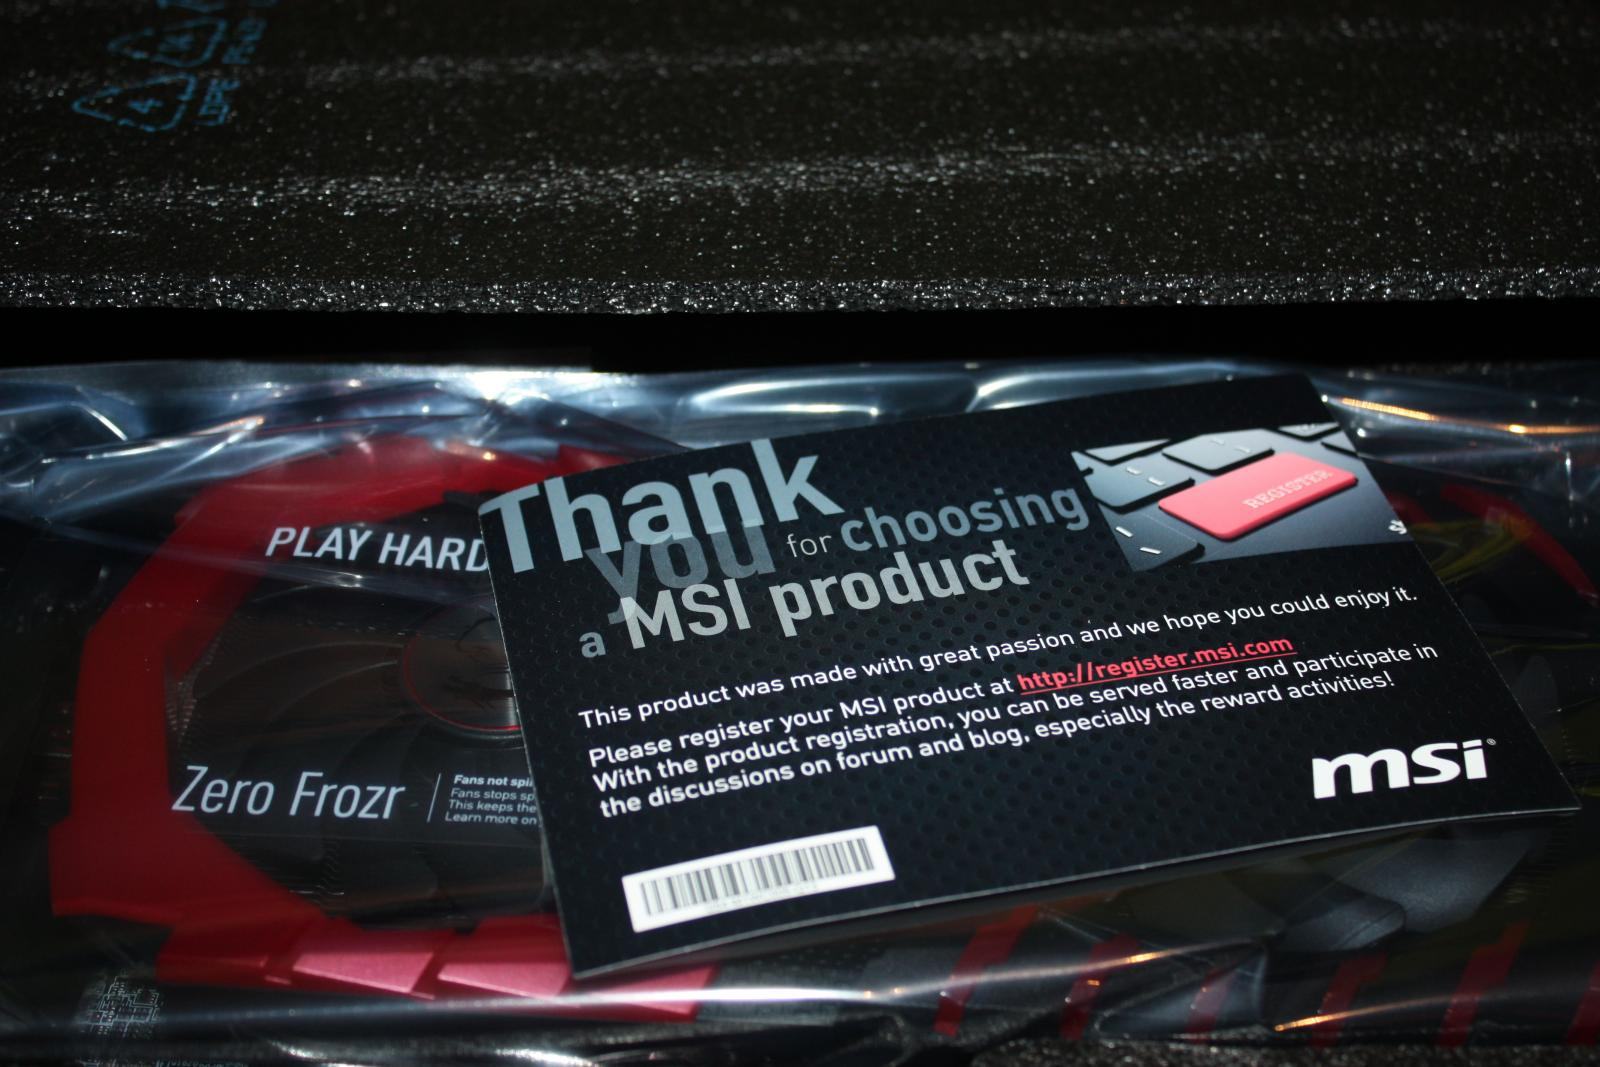 LDPE
PLAY HARD
Zero Frozr
Fans not
Fans stops
This keeps the
Learn more on
Thank
you for choosing
a MSI product
REGISTER
This product was made with great passion and we hope you could enjoy it.
Please register your MSI product at http://register.msi.com
With the product registration, you can be served faster and participate in
the discussions on forum and blog, especially the reward activities!
msi